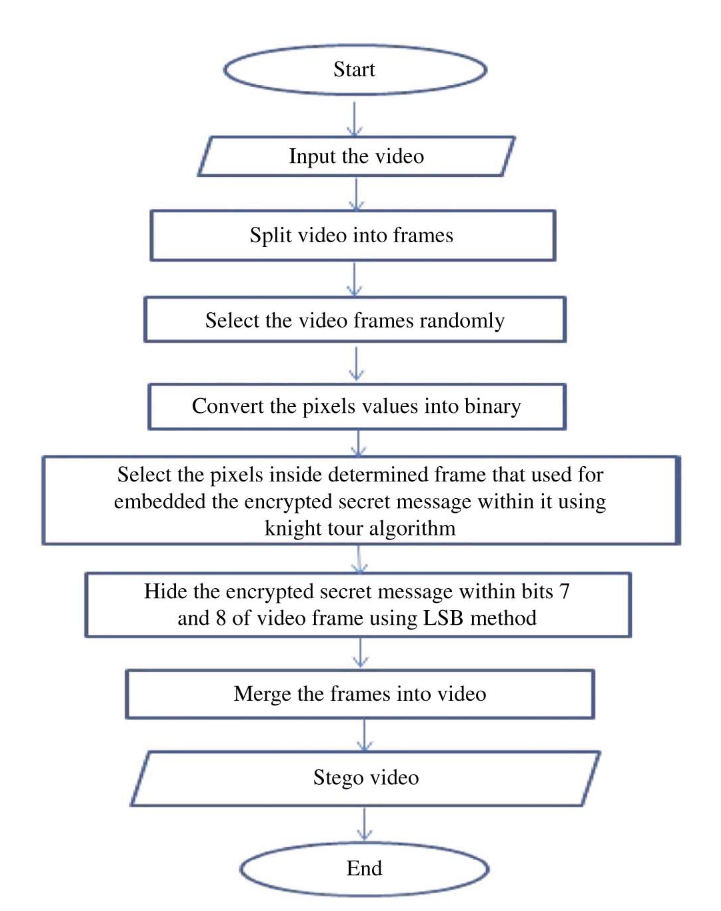 Start
Input the video
Split video into frames
Select the video frames randomly
Convert the pixels values into binary
Select the pixels inside determined frame that used for
embedded the encrypted secret message within it using
knight tour algorithm
Hide the encrypted secret message within bits 7
and 8 of video frame using LSB method
Merge the frames into video
Stego video
End